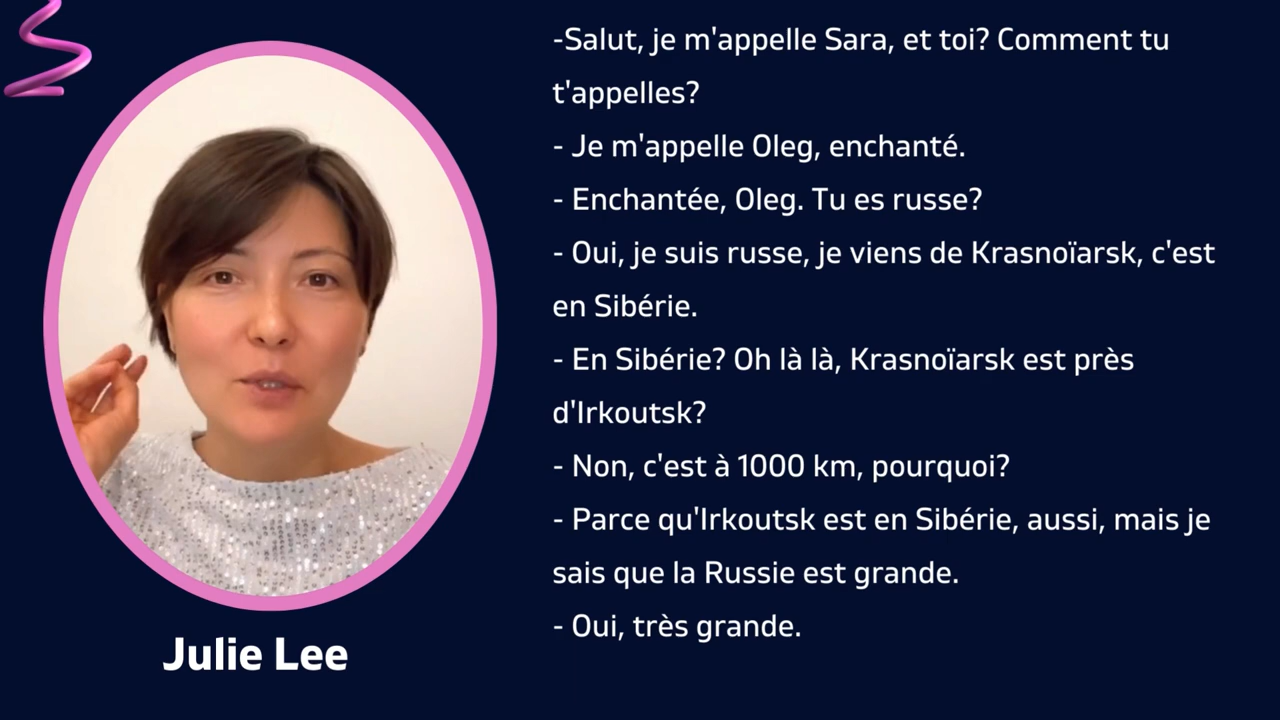 -Salut, je m'appelle Sara, et toi? Comment tu
t'appelles?
- Je m'appelle Oleg, enchanté.
- Enchantée, Oleg. Tu es russe?
- Oui, je suis russe, je viens de Krasnoïarsk, c'est
en Sibérie.
- En Sibérie? Oh là là, Krasnoïarsk est près
d'Irkoutsk?
- Non, c'est à 1000 km, pourquoi?
- Parce qu'Irkoutsk est en Sibérie, aussi, mais je
sais que la Russie est grande.
- Oui, très grande.
Julie Lee